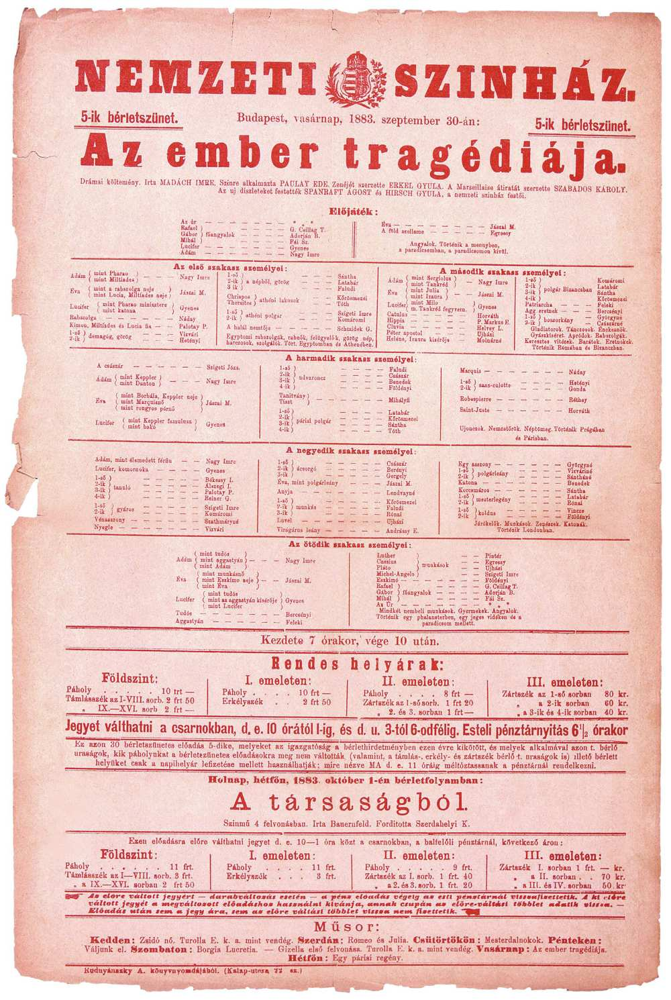 NEMZETI SZINHÁZ.
5-ik bérletszünet.
Budapest, vasárnap, 1883. szeptember 30-án:
5-ik bérletszünet.
Az ember tragédiája.
Drámai költemény. Irta MADÁCH IMRE. Szinre alkalmazta PAULAY EDE. Zenéjét szerzette ERKEL GYULA. A Marseillaise átiratát szerzette SZABADOS KÁROLY.
Az uj diszleteket festették SPANRAFT ÁGOST és HIRSCH GYULA, a nemzeti szinház festői.
Előjáték:
Az úr — — — — — — * * *
Rafael ) — — — — G. Csillag T.
Gábor ) főangyalok — — — — Adorján B.
Mihál ) — — — — Fái Sz.
Lucifer — — — — — — Gyenes
Ádám — — — — — — Nagy Imre
Éva — — — — — — Jászai M.
A föld szelleme — — — — Egressy
Angyalok. Történik a mennyben,
a paradicsomban, a paradicsomon kivül.
Az első szakasz személyei:
Ádám ( mint Pharao )
( mint Miltiades ) — — Nagy Imre
Éva ( mint a rabszolga neje )
( mint Lucia, Miltiades neje ) Jászai M.
Lucifer ( mint Pharao minisztere )
( mint katona ) Gyenes
Rabszolga — — — — — Náday
Kimon, Miltiades és Lucia fia — — Palotay P.
1-ső ) demagóg, görög — — Vizvári
2-ik ) Hetényi
1-ső ) — — — Sántha
2-ik ) a népből, görög — — — Latabár
3-ik ) — — — Faludi
Chrispos ) athéni lakosok — — Kőrösmezei
Thersites ) — — Tóth
1-ső ) athéni polgár — — Szigeti Imre
2-ik ) Komáromi
A halál nemtője — — — Schmidek G.
Egyptomi rabszolgák, rabnők, felügyelők, görög nép,
harczosok, szolgálók. Tört. Egyptomban és Athenében.
A második szakasz személyei:
Ádám ( mint Sergiolus )
( mint Tankréd ) — Nagy Imre
Éva ( mint Julia )
( mint Izaura ) — — Jászai M.
Lucifer ( mint Milo )
( m. Tankréd fegyvern. ) Gyenes
Catulus — — — — Horváth
Hippia — — — — P. Márkus E.
Cluvia — — — — Helvey L.
Péter apostol — — — Ujházi
Heléne, Izaura kisérője — — Molnárné
1-ső ) Komáromi
2-ik ) polgár Bizanczban Latabár
3-ik ) Sántha
4-ik ) Kőrösmezei
Patriarcha — — — Feleki
Agg eretnek — — — Bercsényi
1-ső ) boszorkány — — Györgyné
2-ik ) Császárné
Gladiatorok. Tánczosok. Énekesnők.
Gyászkiséret. Apródok. Rabszolgák.
Keresztes vitézek. Barátok. Eretnekek.
Történik Rómában és Bizanczban.
A harmadik szakasz személyei:
A császár — — — — — — Szigeti Józs.
Ádám ( mint Keppler )
( mint Danton ) — — — Nagy Imre
Éva ( mint Borbála, Keppler neje )
( mint Marquisnő ) Jászai M.
( mint rongyos pórnő )
Lucifer ( mint Keppler famulusa )
( mint bakó ) Gyenes
1-ső ) — — — — Faludi
2-ik ) udvaroncz — — — — Császár
3-ik ) — — — — Benedek
4-ik ) — — — — Földényi
Tanitvány )
Tiszt ) — — — — Mihályfi
1-ső ) — — — — Latabár
2-ik ) — — — — Kőrösmezei
3-ik ) párisi polgár — — — — Sántha
4-ik ) — — — — Tóth
Marquis — — — — — — Náday
1-ső ) sans-culotte — — — — Hetényi
2-ik ) Gonda
Robespierre — — — — Réthey
Saint-Juste — — — — Horváth
Ujonczok. Nemzetőrök. Néptömeg. Történik Prágában
és Párisban.
A negyedik szakasz személyei:
Ádám, mint élemedett férfiu — — Nagy Imre
Lucifer, komornoka — — — Gyenes
1-ső ) — — — — Békessy I.
2-ik ) tanuló — — — — Álszegi I.
3-ik ) — — — — Palotay P.
4-ik ) — — — — Reiner G.
1-ső ) gyáros — — — — Szigeti Imre
2-ik ) Komáromi
Vénasszony — — — — — Szathmáryné
Nyegle — — — — — Vizvári
1-ső ) — — — — Császár
2-ik ) ácsorgó — — — — Berényi
3-ik ) — — — — Gergely
Éva, mint polgárleány — — — Jászai M.
Anyja — — — — — Lendvayné
1-ső ) — — — — Kőrösmezei
2-ik ) munkás — — — — Faludi
3-ik ) — — — — Rónai
Lovel — — — — — Ujházi
Virágárus leány — — — — Andrássy E.
Egy asszony — — — — — Györgyné
1-ső ) polgárleány — — — — Vizváriné
2-ik ) Sántháné
Katona — — — — — Benedek
Korcsmáros — — — — Sántha
1-ső ) mesterlegény — — — — Latabár
2-ik ) Rónai
1-ső ) koldus — — — — Vincze
2-ik ) Földényi
Járókelők. Munkások. Zenészek. Katonák.
Történik Londonban.
Az ötödik szakasz személyei:
Ádám ( mint tudós )
( mint aggastyán ) — — Nagy Imre
( mint Ádám )
Éva ( mint munkásnő )
( mint Eszkimo neje ) — — Jászai M.
( mint Éva )
Lucifer ( mint tudós )
( mint az aggastyán kisérője ) Gyenes
( mint Lucifer )
Tudós — — — — — — Bercsényi
Aggastyán — — — — — Feleki
Luther ) — — Pintér
Cassius ) munkások — — Egressy
Pláto ) — — Ujházi
Michel-Angelo ) — — Szigeti Imre
Eszkimó — — — — — Földényi
Rafael ) — — — — G. Csillag T.
Gábor ) főangyalok — — — — Adorján B.
Mihál ) — — — — Fái Sz.
Az Úr — — — — — * * *
Mindkét nembeli munkások. Gyermekek. Angyalok.
Történik egy phalansterben, egy jeges vidéken és a
paradicsom mellett.
Kezdete 7 órakor, vége 10 után.
Rendes helyárak:
Földszint:
Páholy . . . . . 10 frt —
Támlásszék az I-VIII. sorb. 2 frt 50
„ IX.—XVI. sorb 2 frt —
I. emeleten:
Páholy . . . . 10 frt —
Erkélyszék . . 2 frt 50
II. emeleten:
Páholy . . . . 8 frt —
Zártszék az 1-ső sorb. 1 frt 20
„ 2. és 3. sorban 1 frt —
III. emeleten:
Zártszék az 1-ső sorban 80 kr.
„ a 2-ik sorban 60 kr.
„ a 3-ik és 4-ik sorban 40 kr.
Jegyet válthatni a csarnokban, d. e. 10 órától 1-ig, és d. u. 3-tól 6-odfélig. Esteli pénztárnyitás 6 1|2 órakor
Ez azon 30 bérletszünetes előadás 5-dike, melyeket az igazgatóság a bérlethirdetményben ezen évre kikötött, és melyek alkalmával azon t. bérlő
uraságok, kik páholyukat a bérletszünetes előadásokra meg nem váltották, (valamint, a támlás-. erkély- és zártszék bérlő t. uraságok is) illető bérlett
helyüket csak a napihelyár lefizetése mellett használhatják; mire nézve MA d. e. 11 óráig méltóztassanak a pénztárnál rendelkezni.
Holnap, hétfőn, 1883. október 1-én bérletfolyamban:
A társaságból.
Szinmű 4 felvonásban. Irta Bauernfeld. Forditotta Szerdahelyi K.
Ezen előadásra előre válthatni jegyet d. e. 10—1 óra közt a csarnokban, a balfelőli pénztárnál, következő áron:
Földszint:
Páholy . . . . . . 11 frt.
Támlásszék az I—VIII. sorb. 3 frt.
„ a IX.—XVI. sorban 2 frt 50
I. emeleten:
Páholy . . . . 11 frt.
Erkélyszék . . . 3 frt.
II. emeleten:
Páholy . . . . . 9 frt.
Zártszék az I. sorb. 1 frt. 40
„ a 2. és 3. sorb. 1 frt. 20
III. emeleten:
Zártszék I. sorban 1 frt. — kr.
„ a II. sorban . . 70 kr.
„ a III. és IV. sorban 50 kr
Az előre váltott jegyért — darabváltozás esetén — a pénz előadás végeig az esti pénztárnál visszafizettetik. A ki előre
váltott jegyét a megváltozott előadáshoz használni kivánja, annak csupán az előre-váltási többlet adatik vissza. —
Előadás után sem a jegy ára, sem az előre váltási többlet vissza nem fizettetik.
Műsor:
Kedden: Zsidó nő. Turolla E. k. a. mint vendég. Szerdán: Romeo és Julia. Csütörtökön: Mesterdalnokok. Pénteken:
Váljunk el. Szombaton: Borgia Lucretia. — Gizella első felvonása. Turolla E. k. a. mint vendég. Vasárnap: Az ember tragédiája.
Hétfőn: Egy párisi regény.
Rudnyánszky A. könyvnyomdájából. (Kalap-utcza 22 sz.)